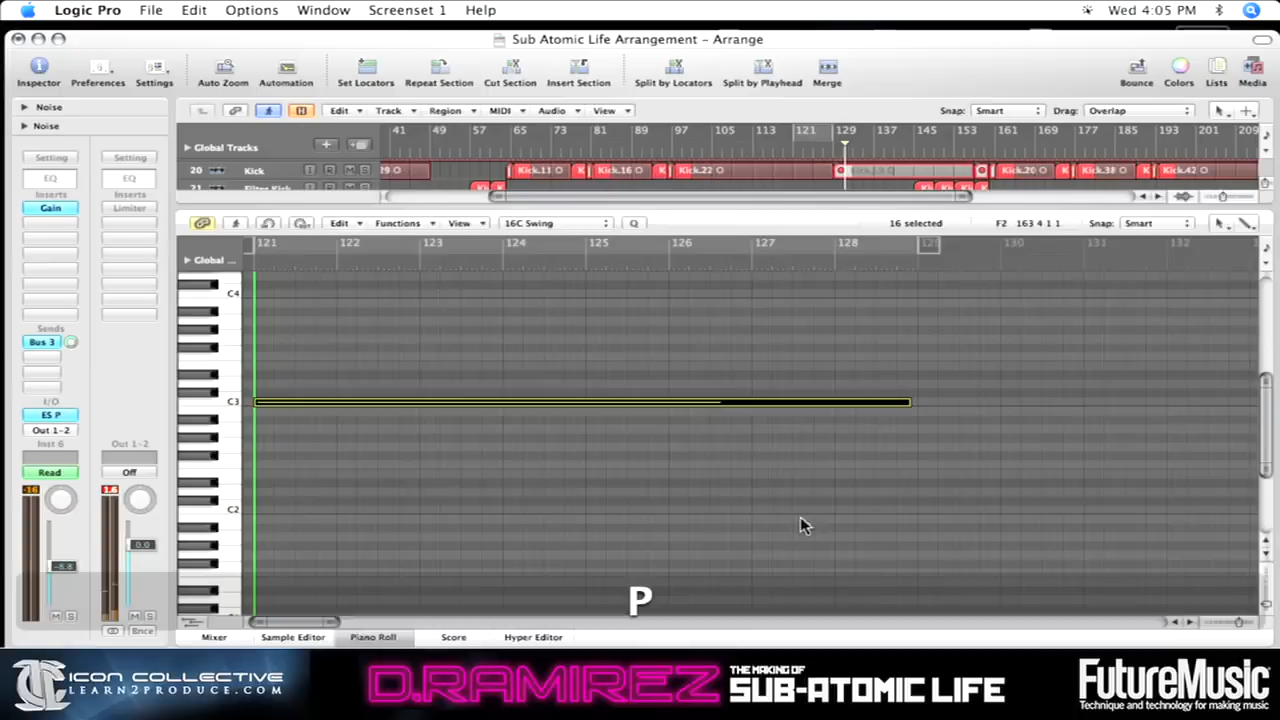 Logic Pro File Edit Options Window Screenset 1 Help Wed 4:05 PM
Sub Atomic Life Arrangement – Arrange
Inspector Preferences Settings Auto Zoom Automation Set Locators Repeat Section Cut Section Insert Section Split by Locators Split by Playhead Merge Bounce Colors Lists Media
Noise
Edit Track Region MIDI Audio View Snap: Smart Drag: Overlap
Noise
41 49 57 65 73 81 89 97 105 113 121 129 137 145 153 161 169 177 185 193 201 209
Global Tracks
20 Kick I R M S Kick.11 K Kick.16 K Kick.22 Kick.20 K Kick.38 K Kick.42
21 Filter Kick
Setting Setting
EQ EQ
Inserts Inserts
Gain Limiter
Edit Functions View 16C Swing Q 16 selected F2 163 4 1 1 Snap: Smart
121 122 123 124 125 126 127 128 129 130 131 132
Global ...
C4
Sends
Bus 3
C3
I/O
ES P
Out 1-2
Inst 6 Out 1-2
Read Off
-16 1.6
C2
0.0
-8.8
P
M S M S
Bnce
Mixer Sample Editor Piano Roll Score Hyper Editor
ICON COLLECTIVE
LEARN2PRODUCE.COM
D.RAMIREZ
THE MAKING OF
SUB-ATOMIC LIFE
FutureMusic
Technique and technology for making music